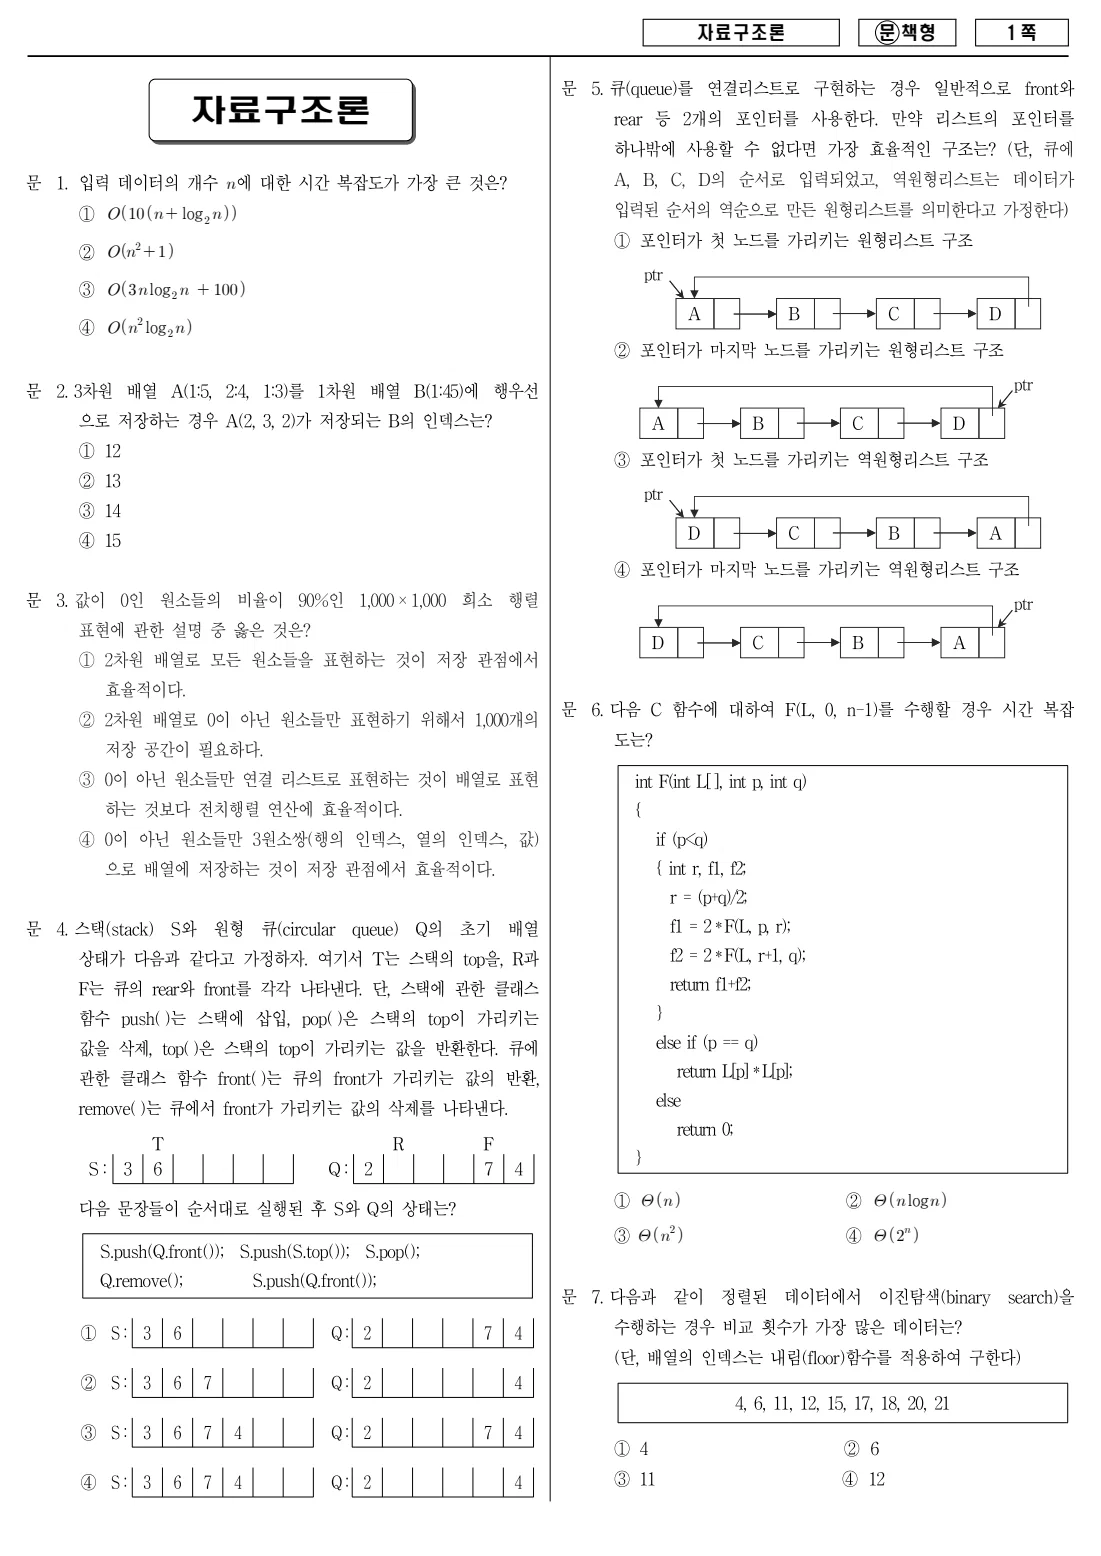 자료구조론
문책형
1쪽
자료구조론
문 1. 입력 데이터의 개수 n에 대한 시간 복잡도가 가장 큰 것은?
① O(10(n+log₂n))
② O(n²+1)
③ O(3nlog₂n + 100)
④ O(n²log₂n)
문 2. 3차원 배열 A(1:5, 2:4, 1:3)를 1차원 배열 B(1:45)에 행우선
으로 저장하는 경우 A(2, 3, 2)가 저장되는 B의 인덱스는?
① 12
② 13
③ 14
④ 15
문 3. 값이 0인 원소들의 비율이 90%인 1,000×1,000 희소 행렬
표현에 관한 설명 중 옳은 것은?
① 2차원 배열로 모든 원소들을 표현하는 것이 저장 관점에서
효율적이다.
② 2차원 배열로 0이 아닌 원소들만 표현하기 위해서 1,000개의
저장 공간이 필요하다.
③ 0이 아닌 원소들만 연결 리스트로 표현하는 것이 배열로 표현
하는 것보다 전치행렬 연산에 효율적이다.
④ 0이 아닌 원소들만 3원소쌍(행의 인덱스, 열의 인덱스, 값)
으로 배열에 저장하는 것이 저장 관점에서 효율적이다.
문 4. 스택(stack) S와 원형 큐(circular queue) Q의 초기 배열
상태가 다음과 같다고 가정하자. 여기서 T는 스택의 top을, R과
F는 큐의 rear와 front를 각각 나타낸다. 단, 스택에 관한 클래스
함수 push( )는 스택에 삽입, pop( )은 스택의 top이 가리키는
값을 삭제, top( )은 스택의 top이 가리키는 값을 반환한다. 큐에
관한 클래스 함수 front( )는 큐의 front가 가리키는 값의 반환,
remove( )는 큐에서 front가 가리키는 값의 삭제를 나타낸다.
T R F
S: 3 6 Q: 2 7 4
다음 문장들이 순서대로 실행된 후 S와 Q의 상태는?
S.push(Q.front()); S.push(S.top()); S.pop();
Q.remove(); S.push(Q.front());
① S: 3 6 Q: 2 7 4
② S: 3 6 7 Q: 2 4
③ S: 3 6 7 4 Q: 2 7 4
④ S: 3 6 7 4 Q: 2 4
문 5. 큐(queue)를 연결리스트로 구현하는 경우 일반적으로 front와
rear 등 2개의 포인터를 사용한다. 만약 리스트의 포인터를
하나밖에 사용할 수 없다면 가장 효율적인 구조는? (단, 큐에
A, B, C, D의 순서로 입력되었고, 역원형리스트는 데이터가
입력된 순서의 역순으로 만든 원형리스트를 의미한다고 가정한다)
① 포인터가 첫 노드를 가리키는 원형리스트 구조
ptr
A B C D
② 포인터가 마지막 노드를 가리키는 원형리스트 구조
ptr
A B C D
③ 포인터가 첫 노드를 가리키는 역원형리스트 구조
ptr
D C B A
④ 포인터가 마지막 노드를 가리키는 역원형리스트 구조
ptr
D C B A
문 6. 다음 C 함수에 대하여 F(L, 0, n-1)를 수행할 경우 시간 복잡
도는?
int F(int L[ ], int p, int q)
{
if (p<q)
{ int r, f1, f2;
r = (p+q)/2;
f1 = 2*F(L, p, r);
f2 = 2*F(L, r+1, q);
return f1+f2;
}
else if (p == q)
return L[p]*L[p];
else
return 0;
}
① Θ(n) ② Θ(nlogn)
③ Θ(n²) ④ Θ(2ⁿ)
문 7. 다음과 같이 정렬된 데이터에서 이진탐색(binary search)을
수행하는 경우 비교 횟수가 가장 많은 데이터는?
(단, 배열의 인덱스는 내림(floor)함수를 적용하여 구한다)
4, 6, 11, 12, 15, 17, 18, 20, 21
① 4 ② 6
③ 11 ④ 12